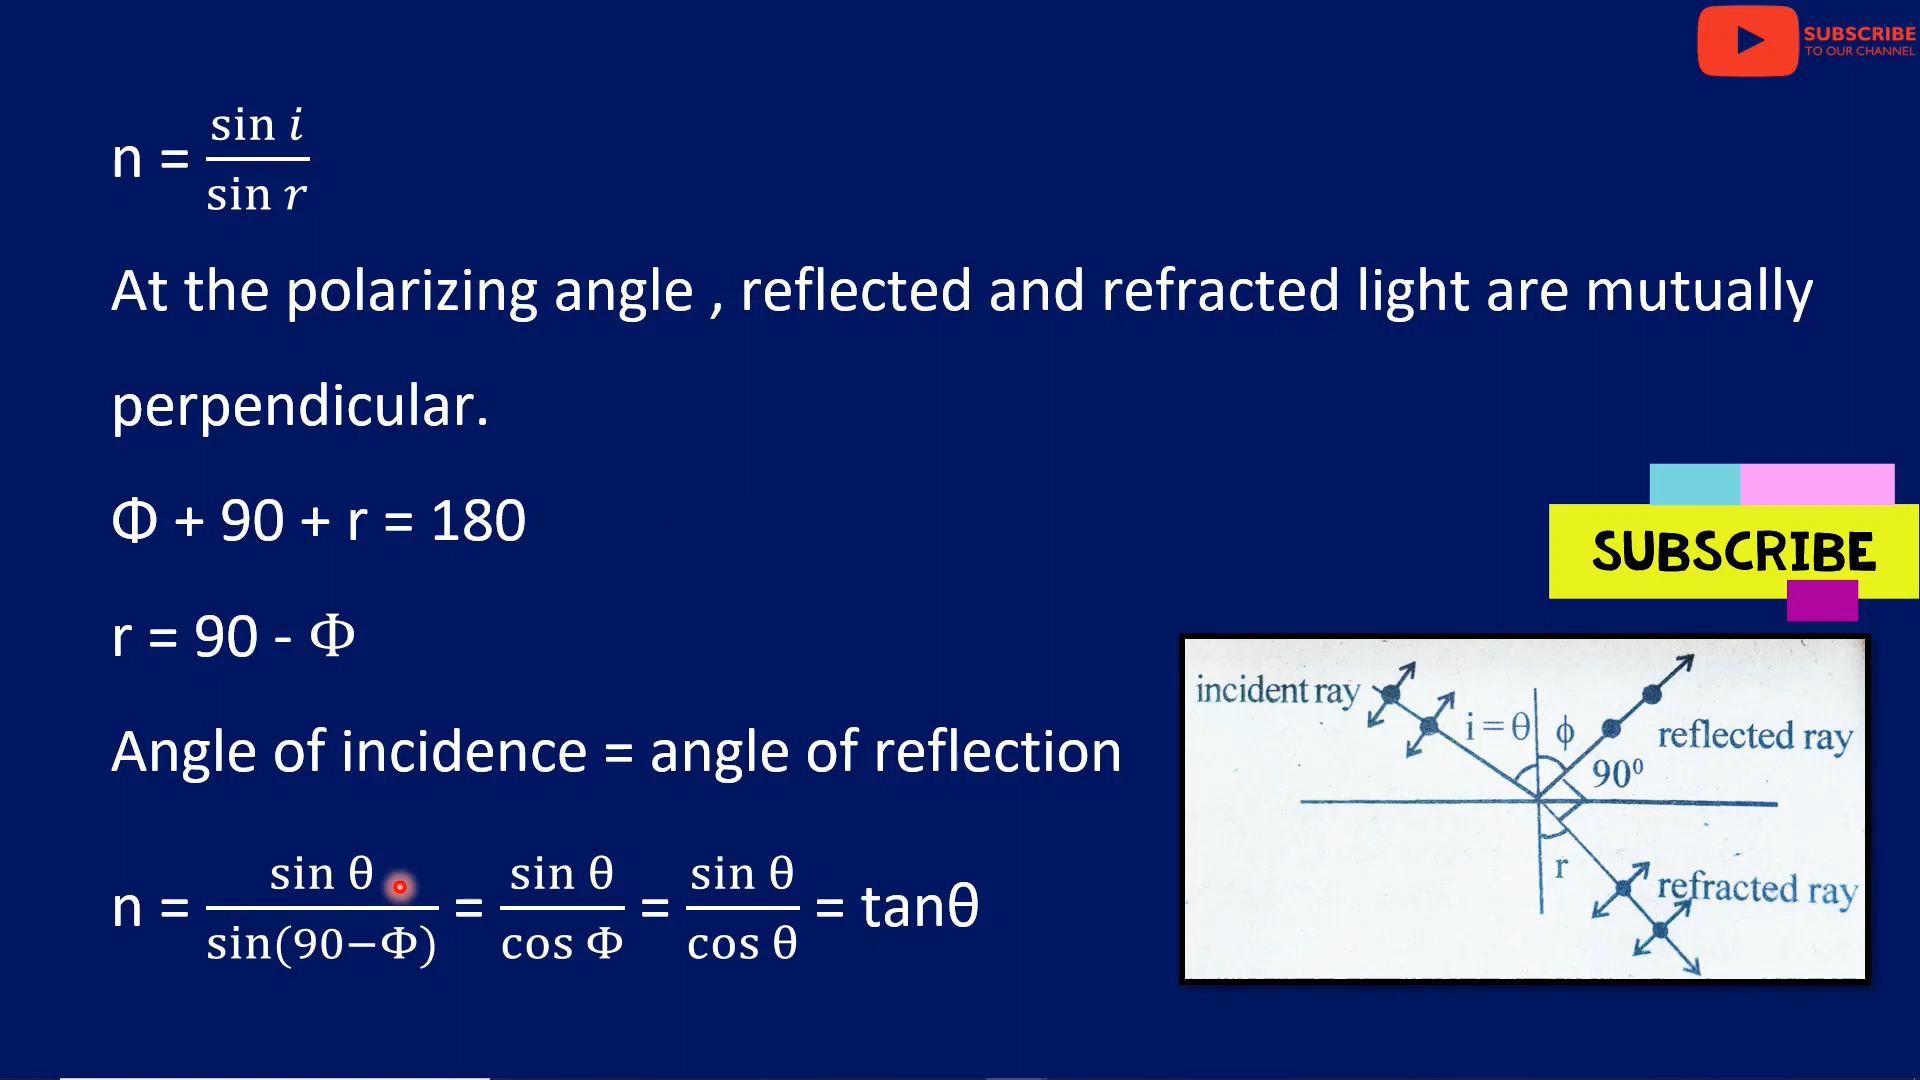 SUBSCRIBE
TO OUR CHANNEL
n = sin i / sin r
At the polarizing angle , reflected and refracted light are mutually
perpendicular.
Φ + 90 + r = 180
r = 90 - Φ
Angle of incidence = angle of reflection
n = sin θ / sin(90−Φ) = sin θ / cos Φ = sin θ / cos θ = tanθ
SUBSCRIBE
incident ray
i = θ
ϕ
reflected ray
90⁰
r
refracted ray